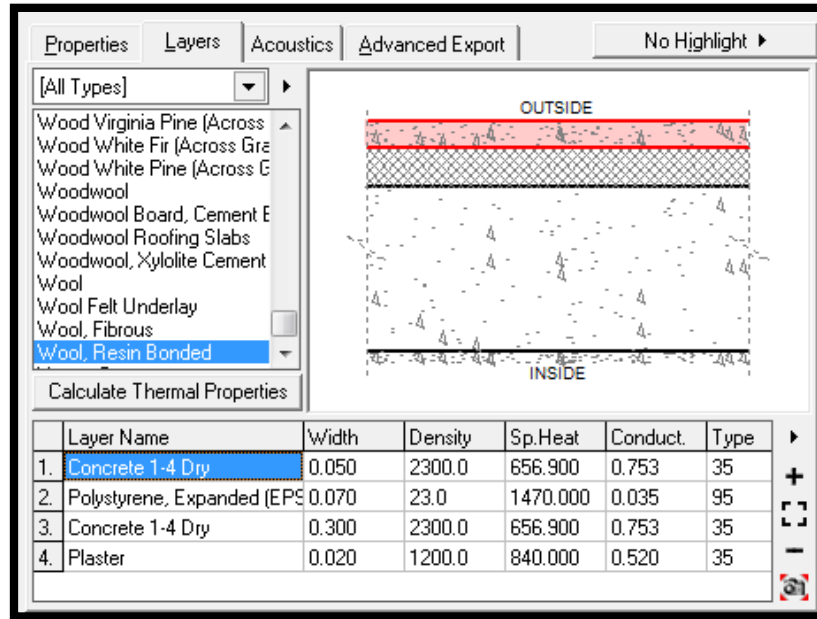 Properties Layers Acoustics Advanced Export No Highlight
[All Types]
Wood Virginia Pine (Across
Wood White Fir (Across Gra
Wood White Pine (Across G
Woodwool
Woodwool Board, Cement B
Woodwool Roofing Slabs
Woodwool, Xylolite Cement
Wool
Wool Felt Underlay
Wool, Fibrous
Wool, Resin Bonded
Calculate Thermal Properties
OUTSIDE
INSIDE
Layer Name Width Density Sp.Heat Conduct. Type
1. Concrete 1-4 Dry 0.050 2300.0 656.900 0.753 35
2. Polystyrene, Expanded (EPS 0.070 23.0 1470.000 0.035 95
3. Concrete 1-4 Dry 0.300 2300.0 656.900 0.753 35
4. Plaster 0.020 1200.0 840.000 0.520 35